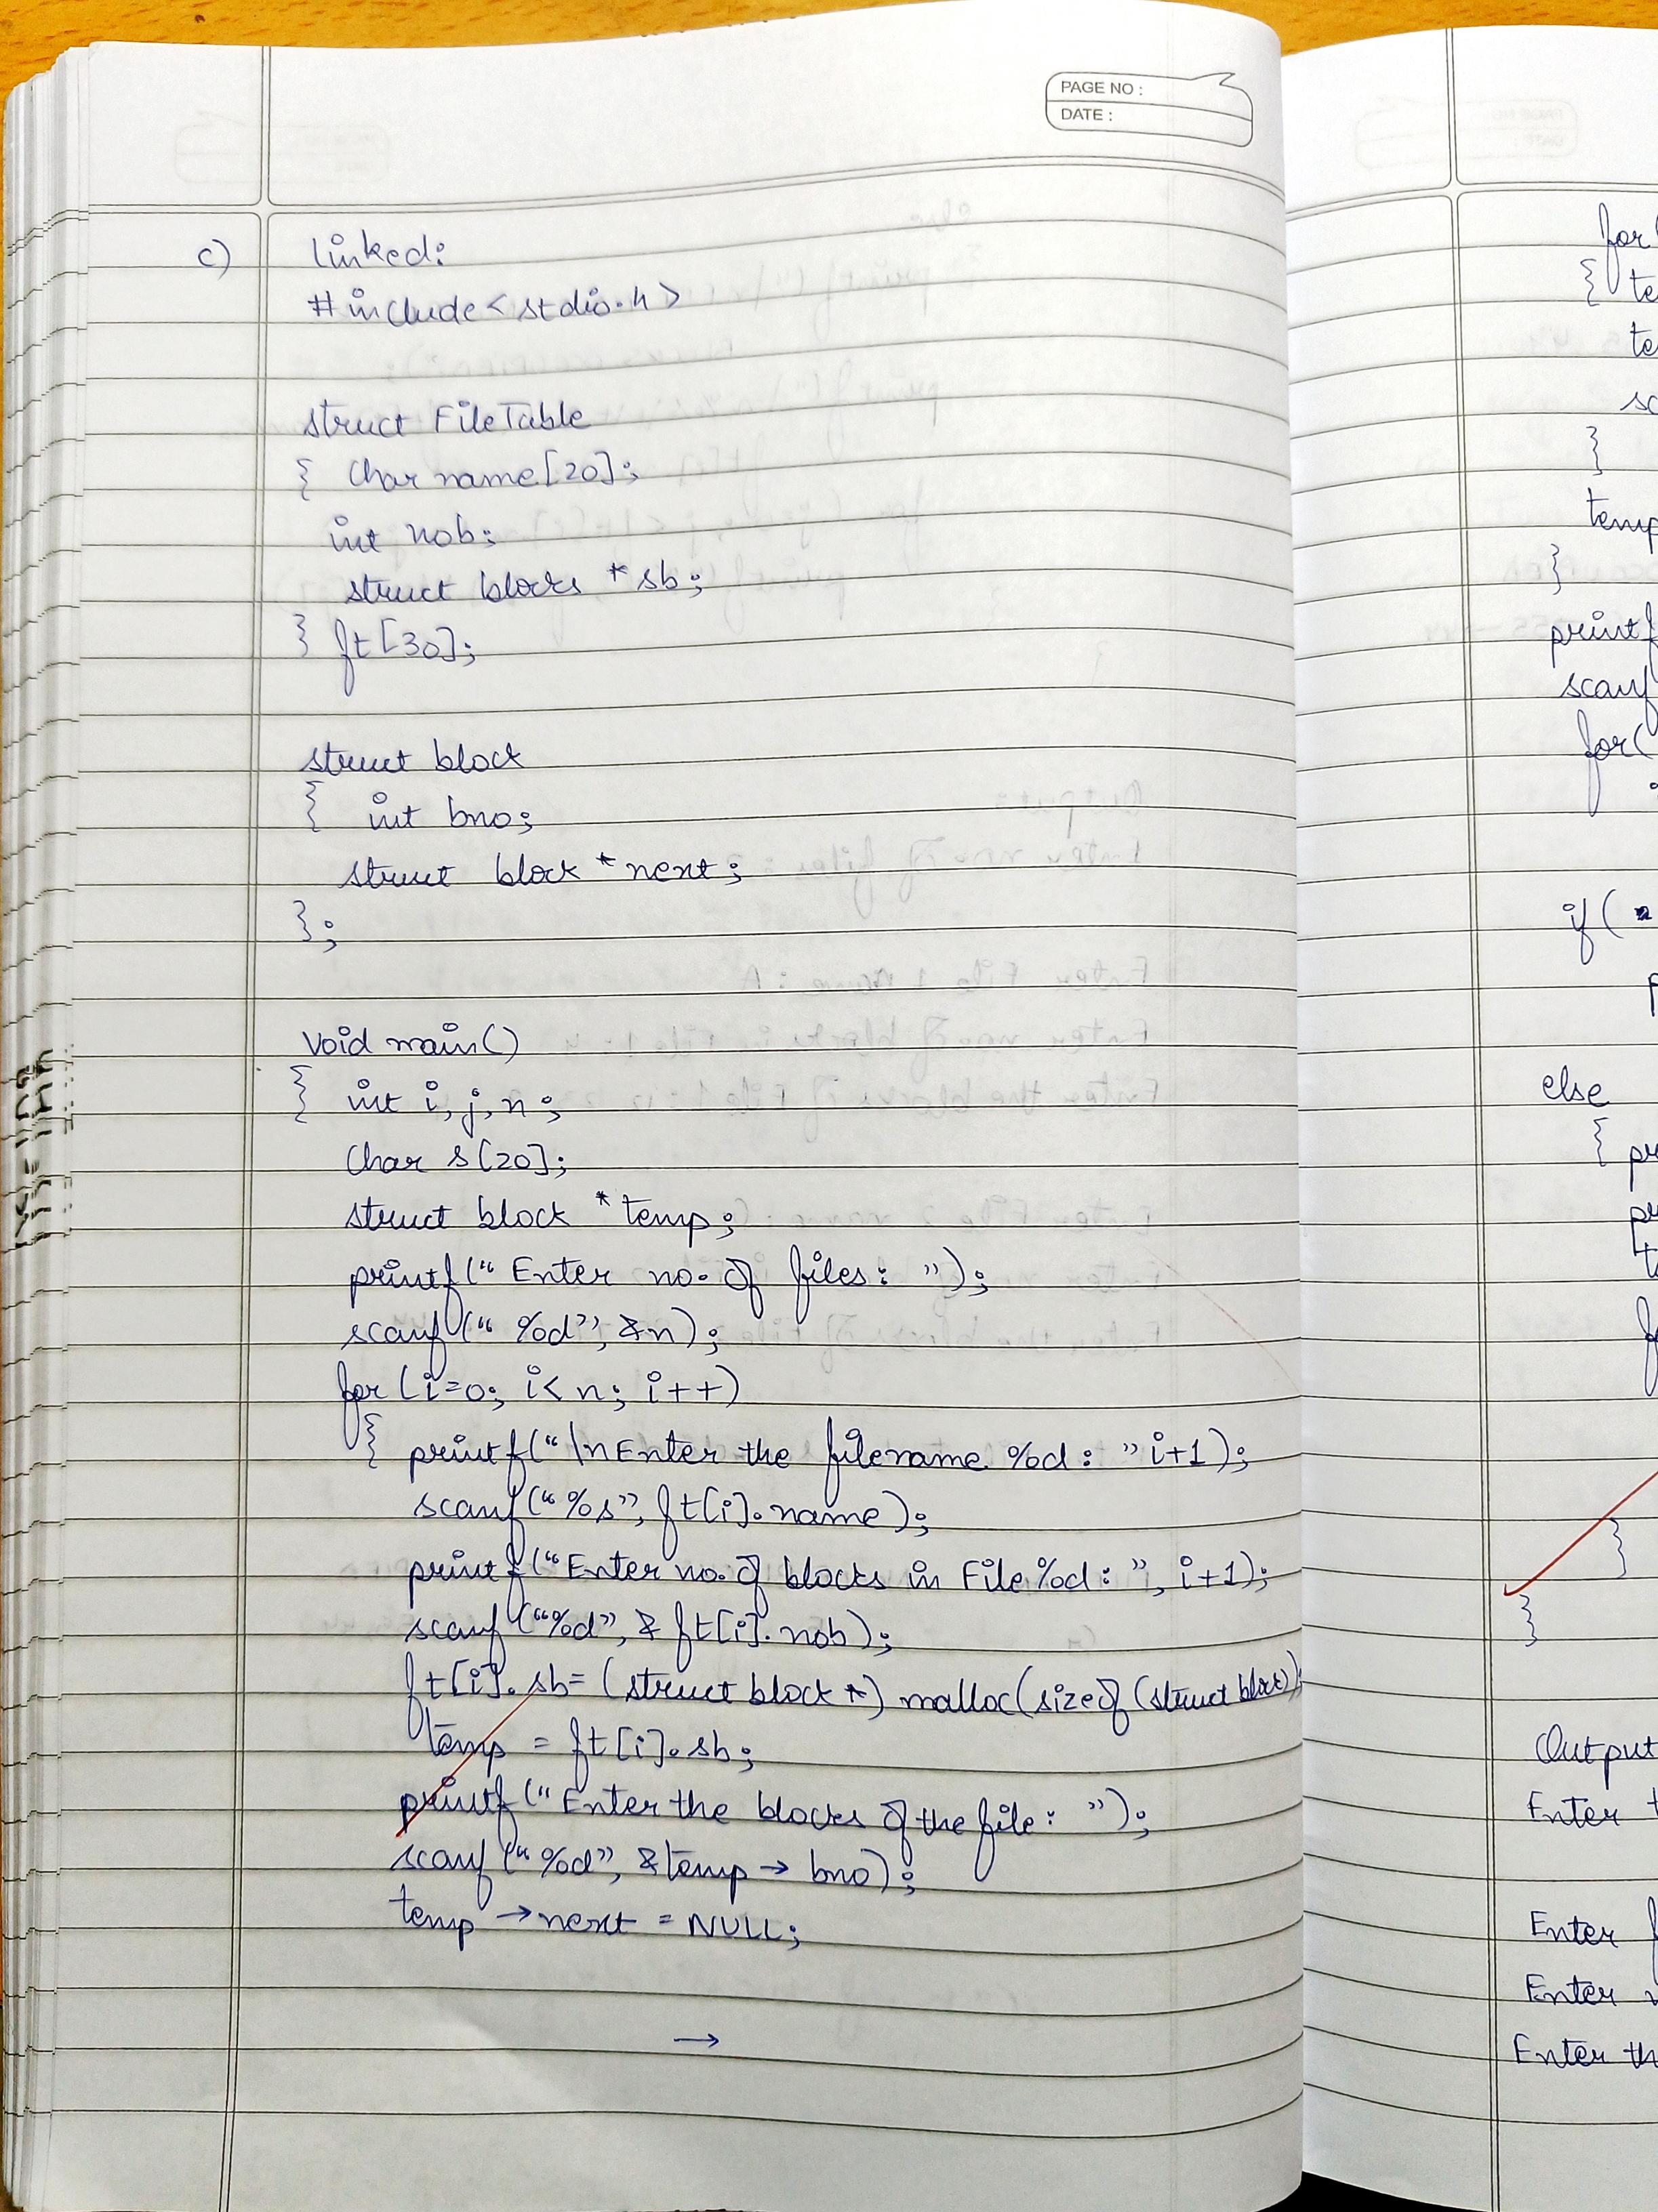 PAGE NO :
DATE :
c) Linked:
#include<stdio.h>
struct FileTable
{ Char name[20];
int nob;
struct blocks *sb;
} ft[30];
struct block
{ int bno;
struct block *next;
};
Void main()
{ int i, j, n;
Char s[20];
struct block *temp;
printf("Enter no. of files: ");
scanf("%d", &n);
for (i=0; i<n; i++)
{ printf("\nEnter the filename %d: " i+1);
scanf("%s", ft[i].name);
printf("Enter no. of blocks in File %d: ", i+1);
scanf("%d", &ft[i].nob);
ft[i].sb=(struct block*) malloc(sizeof(struct block));
temp = ft[i].sb;
printf("Enter the blocks of the file: ");
scanf("%d", &temp→bno);
temp→next = NULL;
→
for(
{ te
te
sc
}
temp
}
printf
scanf
for(
if(
p
else
{ pr
pr
t
f
}
}
Output
Enter t
Enter f
Enter n
Enter th